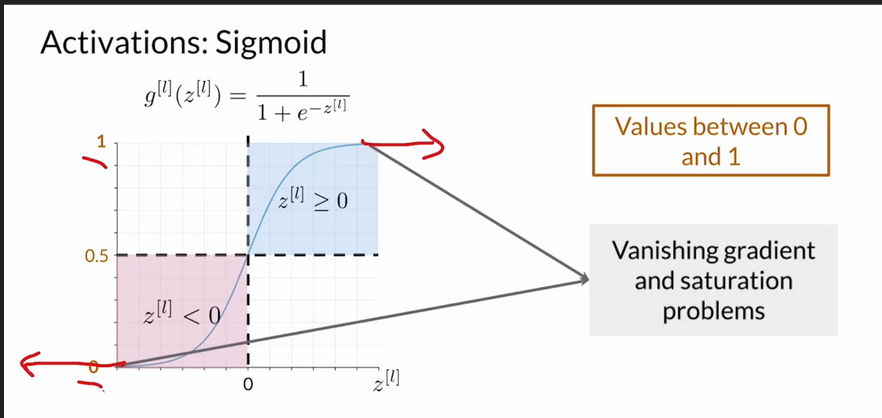 Activations: Sigmoid
g^{[l]}(z^{[l]}) = \frac{1}{1 + e^{-z^{[l]}}}
Values between 0
and 1
1
z^{[l]} ≥ 0
0.5
Vanishing gradient
and saturation
problems
z^{[l]} < 0
0
0
z^{[l]}